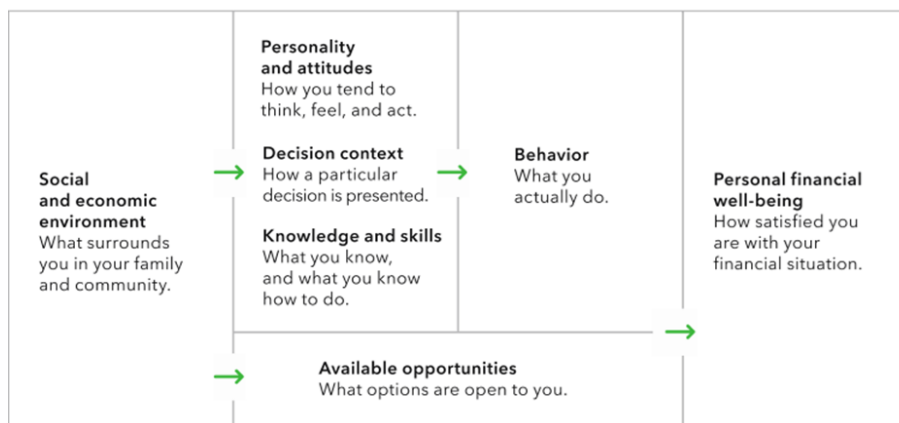 Social
and economic
environment
What surrounds
you in your family
and community.
Personality
and attitudes
How you tend to
think, feel, and act.
Decision context
How a particular
decision is presented.
Knowledge and skills
What you know,
and what you know
how to do.
Behavior
What you
actually do.
Available opportunities
What options are open to you.
Personal financial
well-being
How satisfied you
are with your
financial situation.